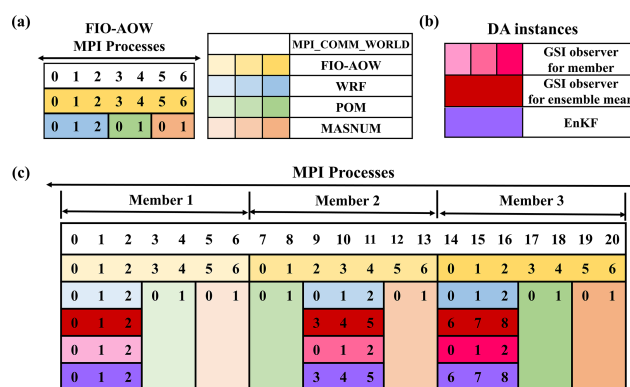 (a)
FIO-AOW
MPI Processes
0 1 2 3 4 5 6
0 1 2 3 4 5 6
0 1 2 0 1 0 1
MPI_COMM_WORLD
FIO-AOW
WRF
POM
MASNUM
(b)
DA instances
GSI observer
for member
GSI observer
for ensemble mean
EnKF
(c)
MPI Processes
Member 1 Member 2 Member 3
0 1 2 3 4 5 6 7 8 9 10 11 12 13 14 15 16 17 18 19 20
0 1 2 3 4 5 6 0 1 2 3 4 5 6 0 1 2 3 4 5 6
0 1 2 0 1 0 1 0 1 0 1 2 0 1 0 1 2 0 1 0 1
0 1 2 3 4 5 6 7 8
0 1 2 0 1 2 0 1 2
0 1 2 3 4 5 6 7 8